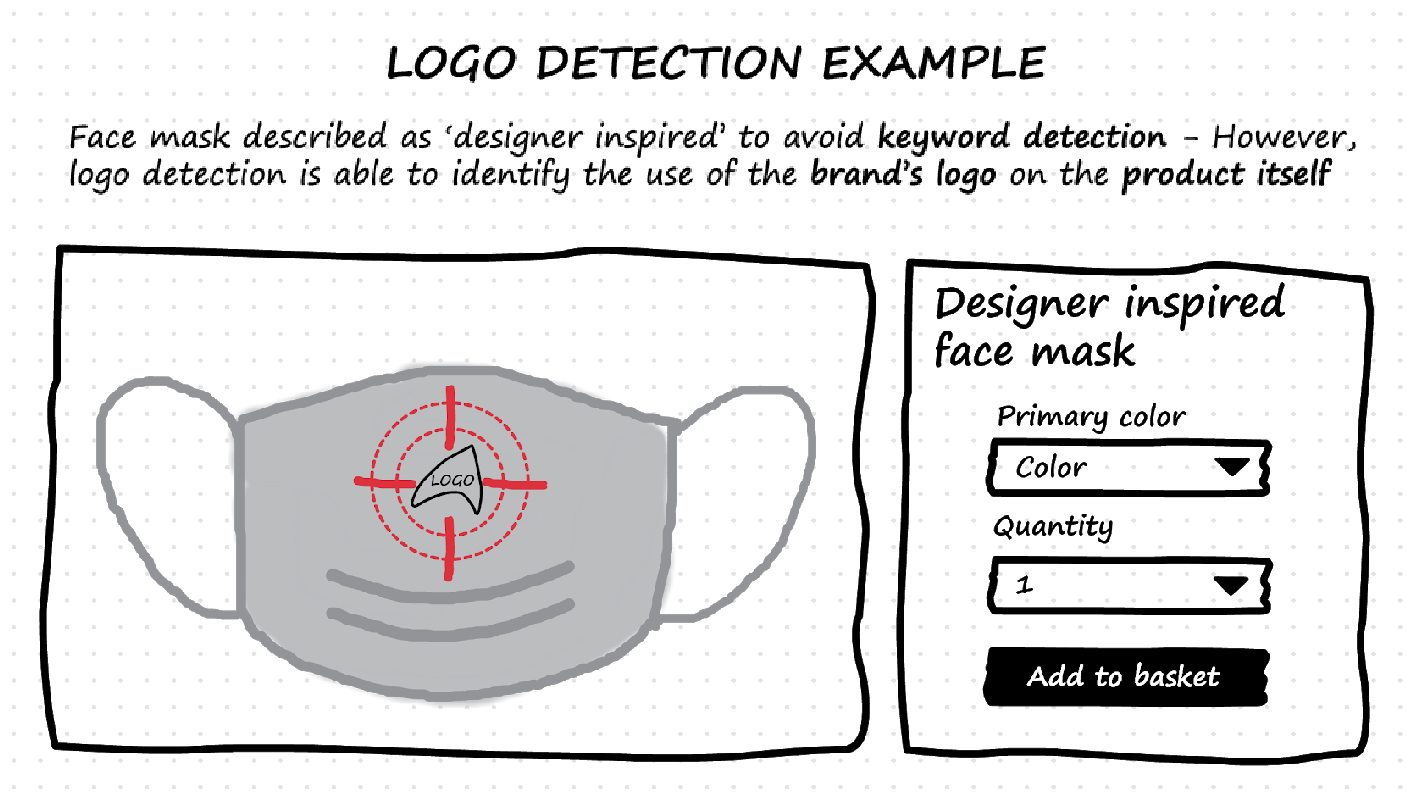 LOGO DETECTION EXAMPLE
Face mask described as ‘designer inspired’ to avoid keyword detection – However,
logo detection is able to identify the use of the brand’s logo on the product itself
LOGO
Designer inspired
face mask
Primary color
Color
Quantity
1
Add to basket